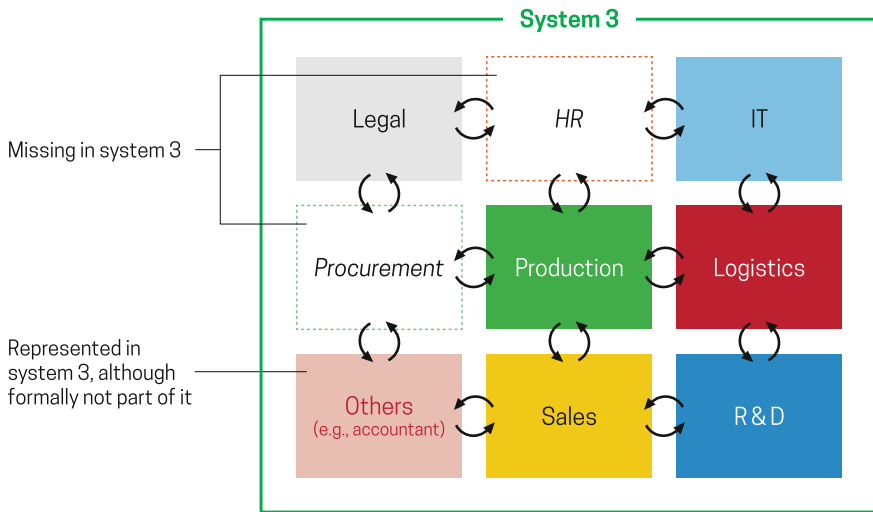 System 3
Legal
HR
IT
Missing in system 3
Procurement
Production
Logistics
Represented in
system 3, although
formally not part of it
Others
(e.g., accountant)
Sales
R & D